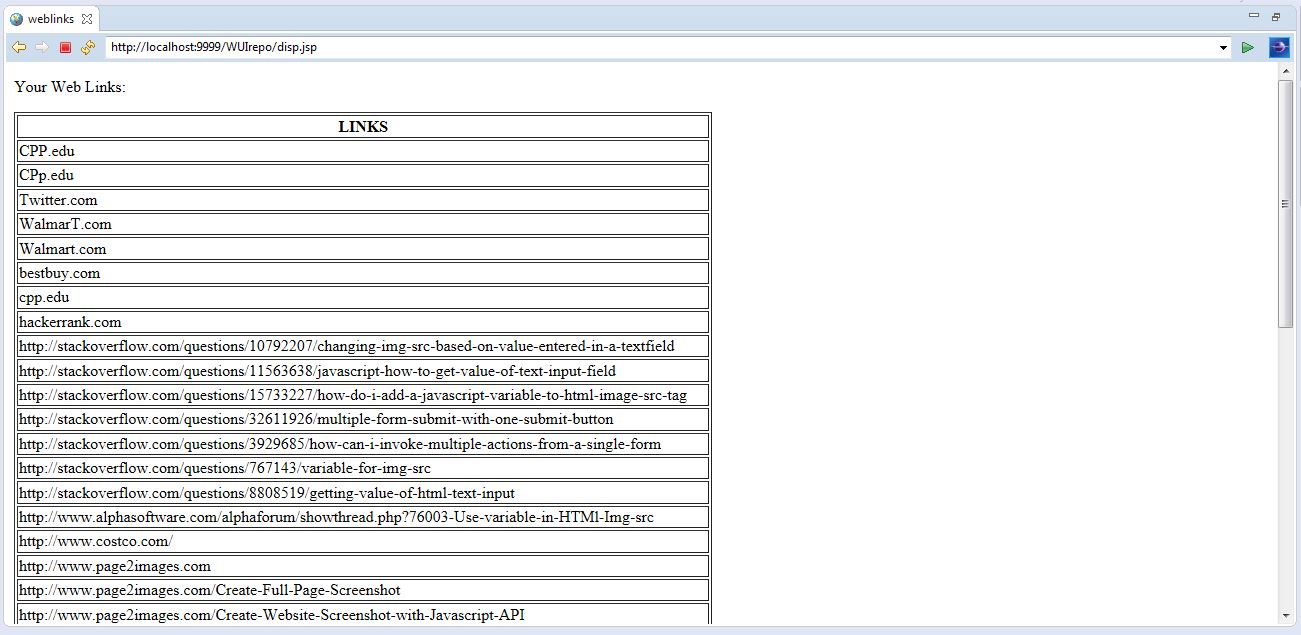 weblinks
http://localhost:9999/WUIrepo/disp.jsp
Your Web Links:
LINKS
CPP.edu
CPp.edu
Twitter.com
WalmarT.com
Walmart.com
bestbuy.com
cpp.edu
hackerrank.com
http://stackoverflow.com/questions/10792207/changing-img-src-based-on-value-entered-in-a-textfield
http://stackoverflow.com/questions/11563638/javascript-how-to-get-value-of-text-input-field
http://stackoverflow.com/questions/15733227/how-do-i-add-a-javascript-variable-to-html-image-src-tag
http://stackoverflow.com/questions/32611926/multiple-form-submit-with-one-submit-button
http://stackoverflow.com/questions/3929685/how-can-i-invoke-multiple-actions-from-a-single-form
http://stackoverflow.com/questions/767143/variable-for-img-src
http://stackoverflow.com/questions/8808519/getting-value-of-html-text-input
http://www.alphasoftware.com/alphaforum/showthread.php?76003-Use-variable-in-HTMl-Img-src
http://www.costco.com/
http://www.page2images.com
http://www.page2images.com/Create-Full-Page-Screenshot
http://www.page2images.com/Create-Website-Screenshot-with-Javascript-API